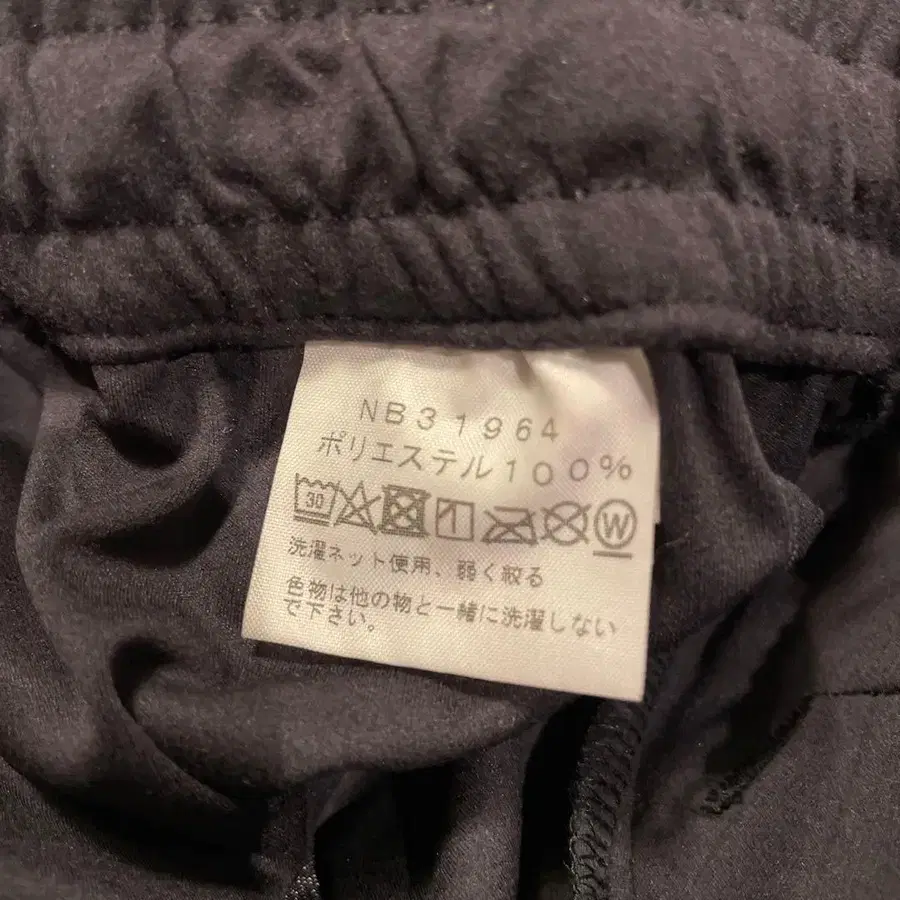 NB31964
ポリエステル100%
30 W
洗濯ネット使用、弱く絞る
色物は他の物と一緒に洗濯しない
で下さい。